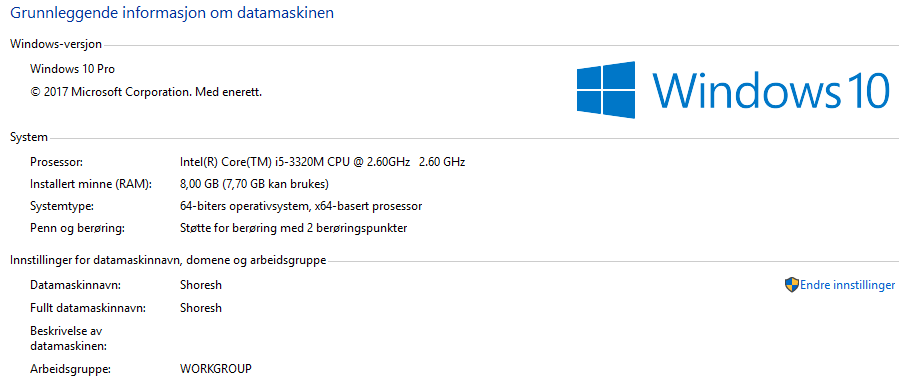 Grunnleggende informasjon om datamaskinen
Windows-versjon
Windows 10 Pro
© 2017 Microsoft Corporation. Med enerett.
Windows 10
System
Prosessor: Intel(R) Core(TM) i5-3320M CPU @ 2.60GHz 2.60 GHz
Installert minne (RAM): 8,00 GB (7,70 GB kan brukes)
Systemtype: 64-biters operativsystem, x64-basert prosessor
Penn og berøring: Støtte for berøring med 2 berøringspunkter
Innstillinger for datamaskinnavn, domene og arbeidsgruppe
Datamaskinnavn: Shoresh
Endre innstillinger
Fullt datamaskinnavn: Shoresh
Beskrivelse av
datamaskinen:
Arbeidsgruppe: WORKGROUP